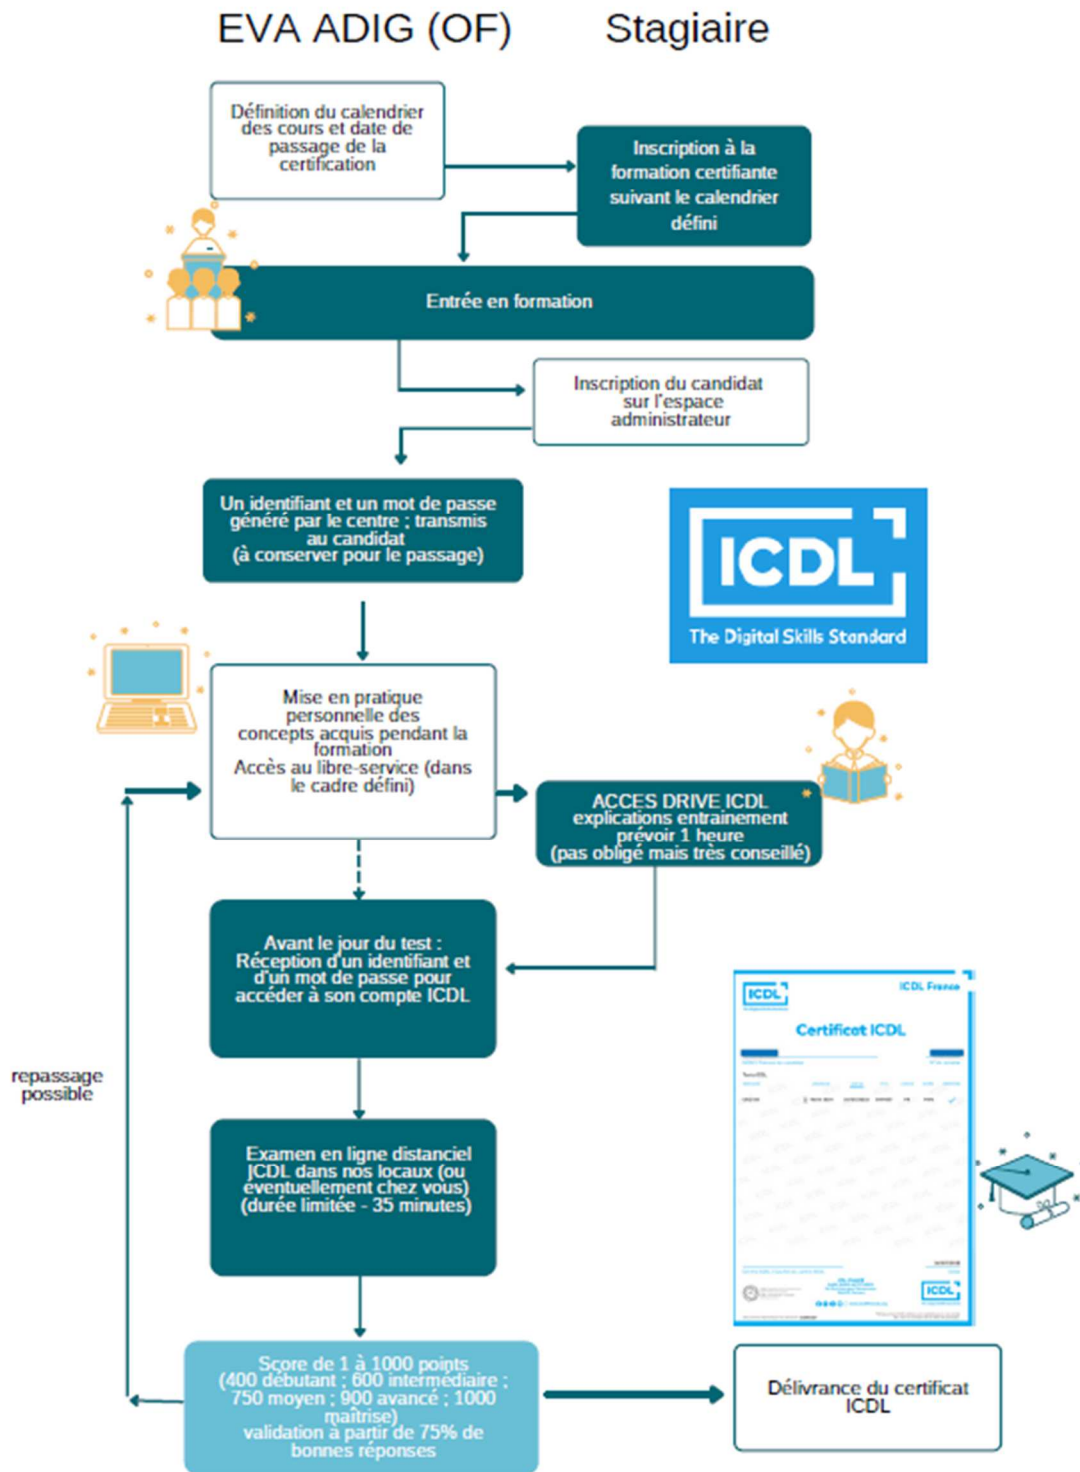 EVA ADIG (OF)
Stagiaire
Définition du calendrier
des cours et date de
passage de la
certification
Inscription à la
formation certifiante
suivant le calendrier
défini
Entrée en formation
Inscription du candidat
sur l'espace
administrateur
Un identifiant et un mot de passe
généré par le centre ; transmis
au candidat
(à conserver pour le passage)
ICDL
The Digital Skills Standard
Mise en pratique
personnelle des
concepts acquis pendant la
formation
Accès au libre-service (dans
le cadre défini)
ACCES DRIVE ICDL
explications entrainement
prévoir 1 heure
(pas obligé mais très conseillé)
Avant le jour du test :
Réception d'un identifiant et
d'un mot de passe pour
accéder à son compte ICDL
ICDL
ICDL France
Certificat ICDL
repassage
possible
Examen en ligne distanciel
ICDL dans nos locaux (ou
éventuellement chez vous)
(durée limitée - 35 minutes)
ICDL
Score de 1 à 1000 points
(400 débutant ; 600 intermédiaire ;
750 moyen ; 900 avancé ; 1000
maîtrise)
validation à partir de 75% de
bonnes réponses
Délivrance du certificat
ICDL